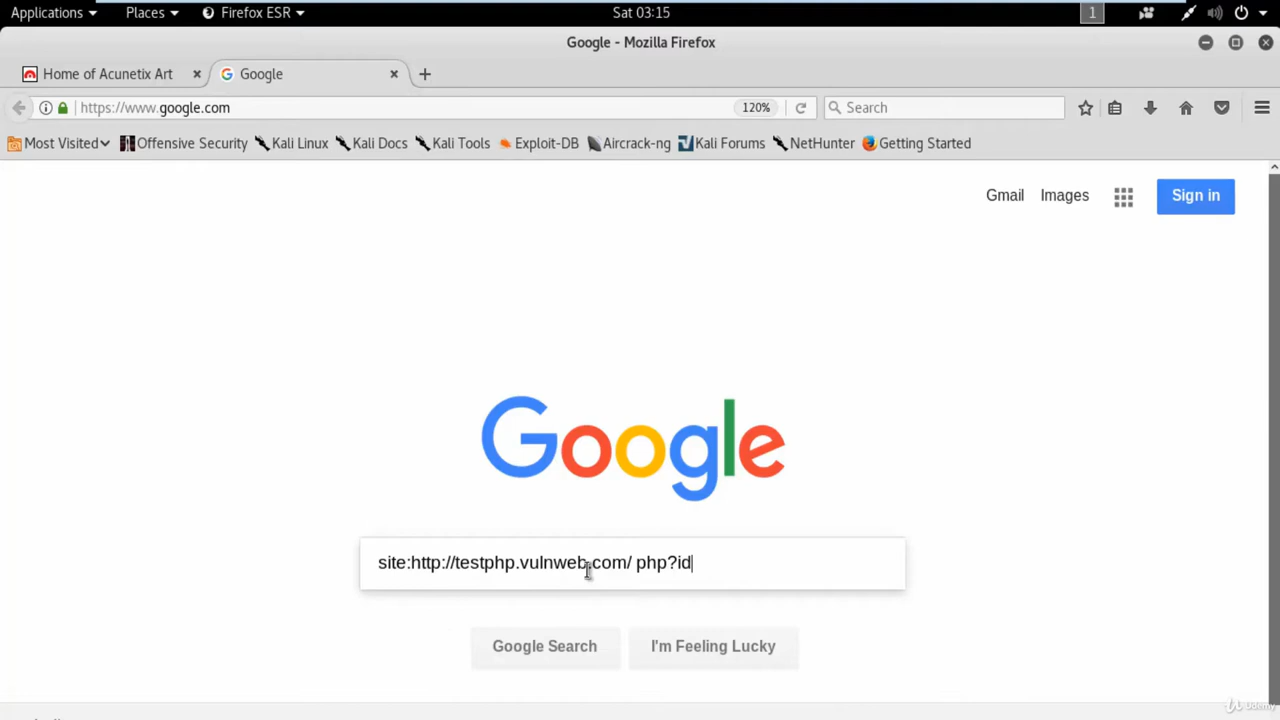 Applications Places Firefox ESR Sat 03:15 1
Google - Mozilla Firefox
Home of Acunetix Art Google
https://www.google.com 120% Search
Most Visited Offensive Security Kali Linux Kali Docs Kali Tools Exploit-DB Aircrack-ng Kali Forums NetHunter Getting Started
Gmail Images Sign in
Google
site:http://testphp.vulnweb.com/ php?id
Google Search I'm Feeling Lucky
Udemy